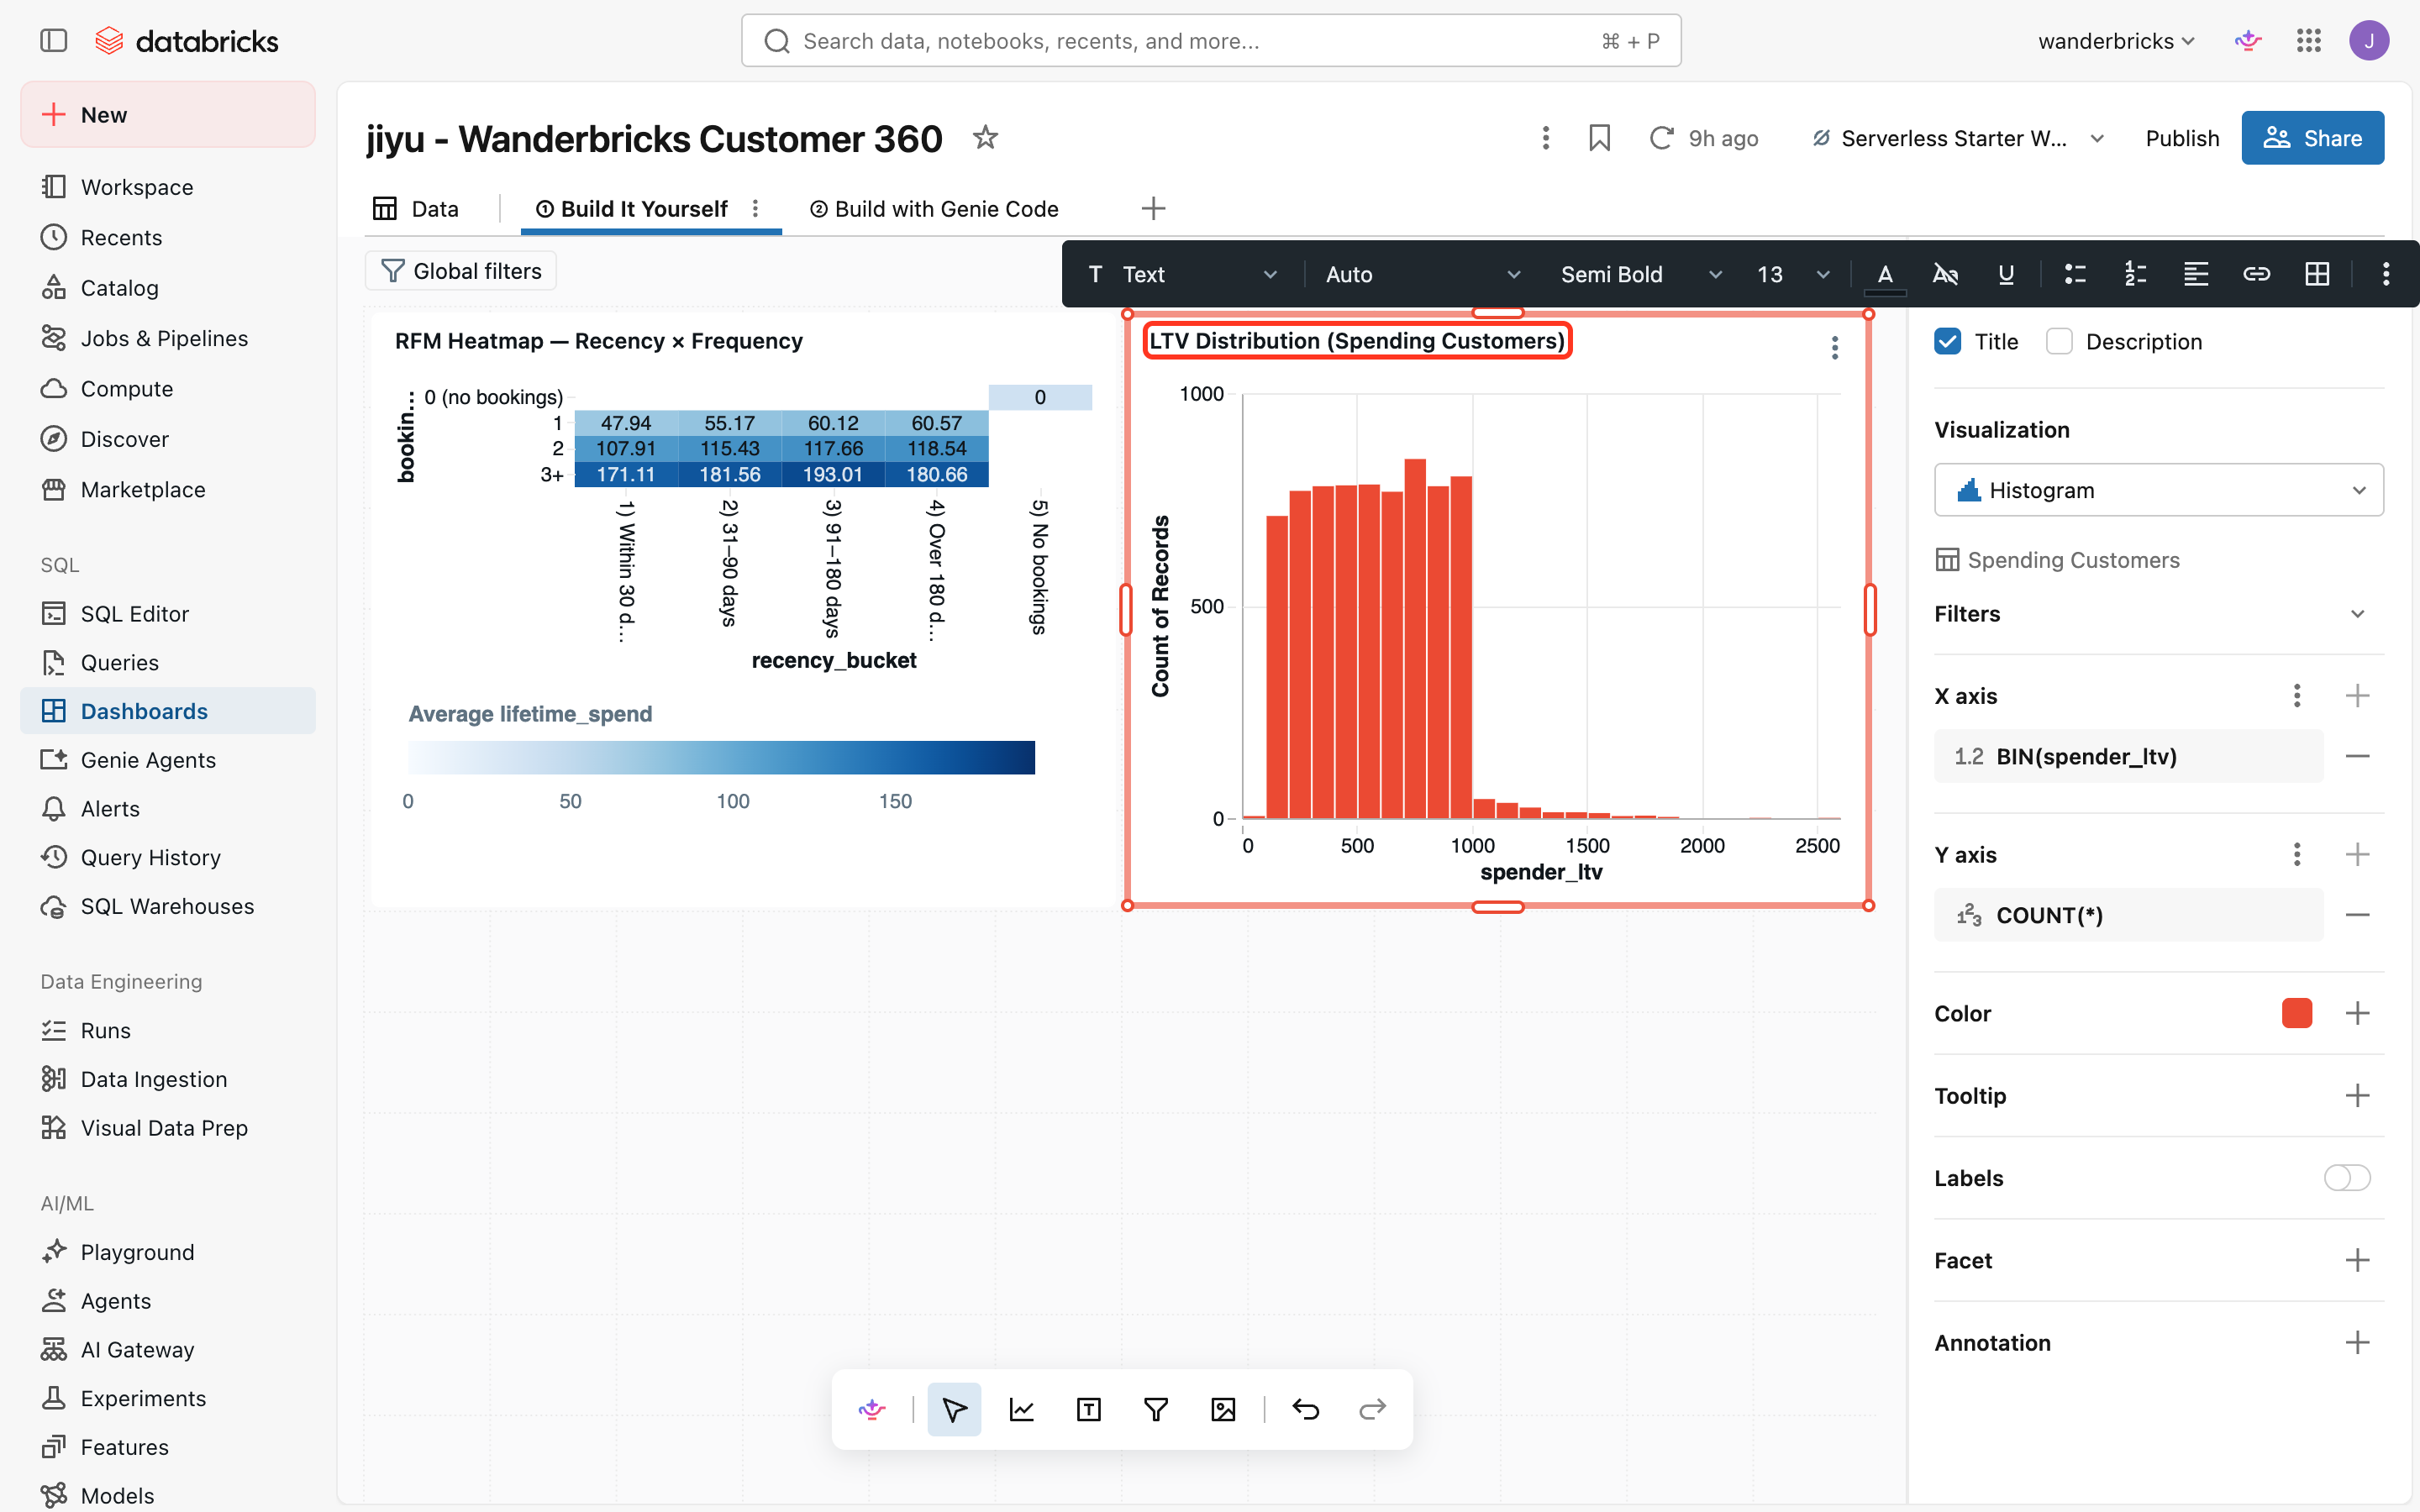 databricks
Search data, notebooks, recents, and more...
⌘ + P
wanderbricks
J
New
Workspace
Recents
Catalog
Jobs & Pipelines
Compute
Discover
Marketplace
SQL
SQL Editor
Queries
Dashboards
Genie Agents
Alerts
Query History
SQL Warehouses
Data Engineering
Runs
Data Ingestion
Visual Data Prep
AI/ML
Playground
Agents
AI Gateway
Experiments
Features
Models
jiyu - Wanderbricks Customer 360
9h ago
Serverless Starter W...
Publish
Share
Data
① Build It Yourself
② Build with Genie Code
Global filters
T Text
Auto
Semi Bold
13
RFM Heatmap — Recency × Frequency
bookin...
0 (no bookings) 0
1 47.94 55.17 60.12 60.57
2 107.91 115.43 117.66 118.54
3+ 171.11 181.56 193.01 180.66
1) Within 30 d...
2) 31–90 days
3) 91–180 days
4) Over 180 d...
5) No bookings
recency_bucket
Average lifetime_spend
0 50 100 150
LTV Distribution (Spending Customers)
Count of Records
1000
500
0
0 500 1000 1500 2000 2500
spender_ltv
Title
Description
Visualization
Histogram
Spending Customers
Filters
X axis
1.2 BIN(spender_ltv)
Y axis
123 COUNT(*)
Color
Tooltip
Labels
Facet
Annotation